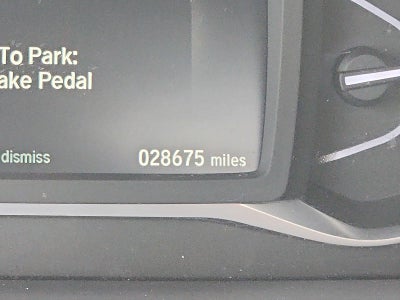 To Park:
ake Pedal
dismiss
028675 miles